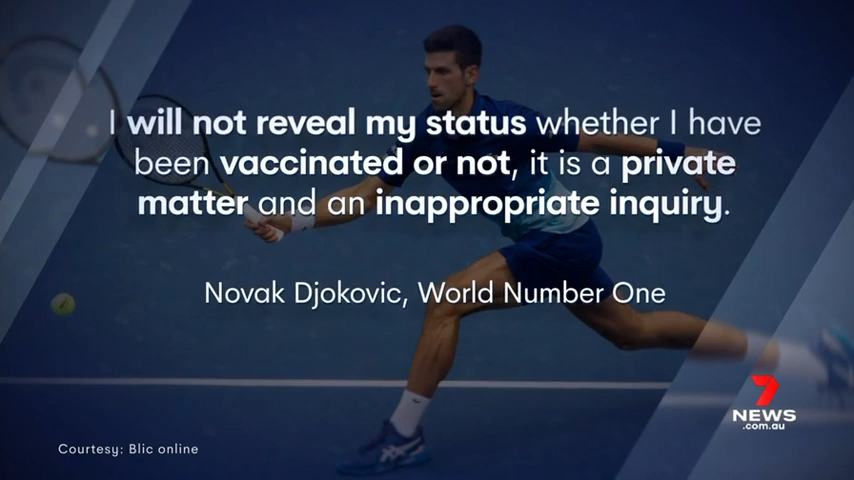 I will not reveal my status whether I have
been vaccinated or not, it is a private
matter and an inappropriate inquiry.
Novak Djokovic, World Number One
7
NEWS
.com.au
Courtesy: Blic online